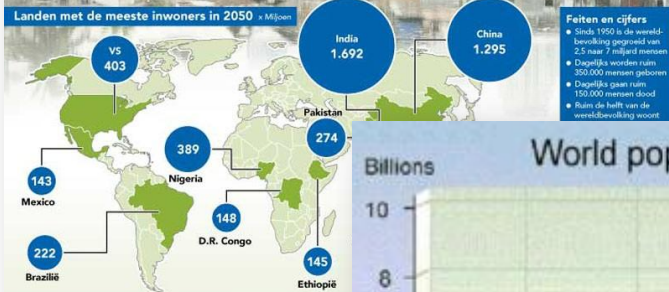 Landen met de meeste inwoners in 2050 x Miljoen
VS
403
India
1.692
China
1.295
Pakistan
274
389
Nigeria
143
Mexico
148
D.R. Congo
222
Brazilië
145
Ethiopië
Feiten en cijfers
• Sinds 1950 is de wereld-
bevolking gegroeid van
2,5 naar 7 miljard mensen
• Dagelijks worden ruim
350.000 mensen geboren
• Dagelijks gaan ruim
150.000 mensen dood
• Ruim de helft van de
wereldbevolking woont
Billions
World pop
10
8